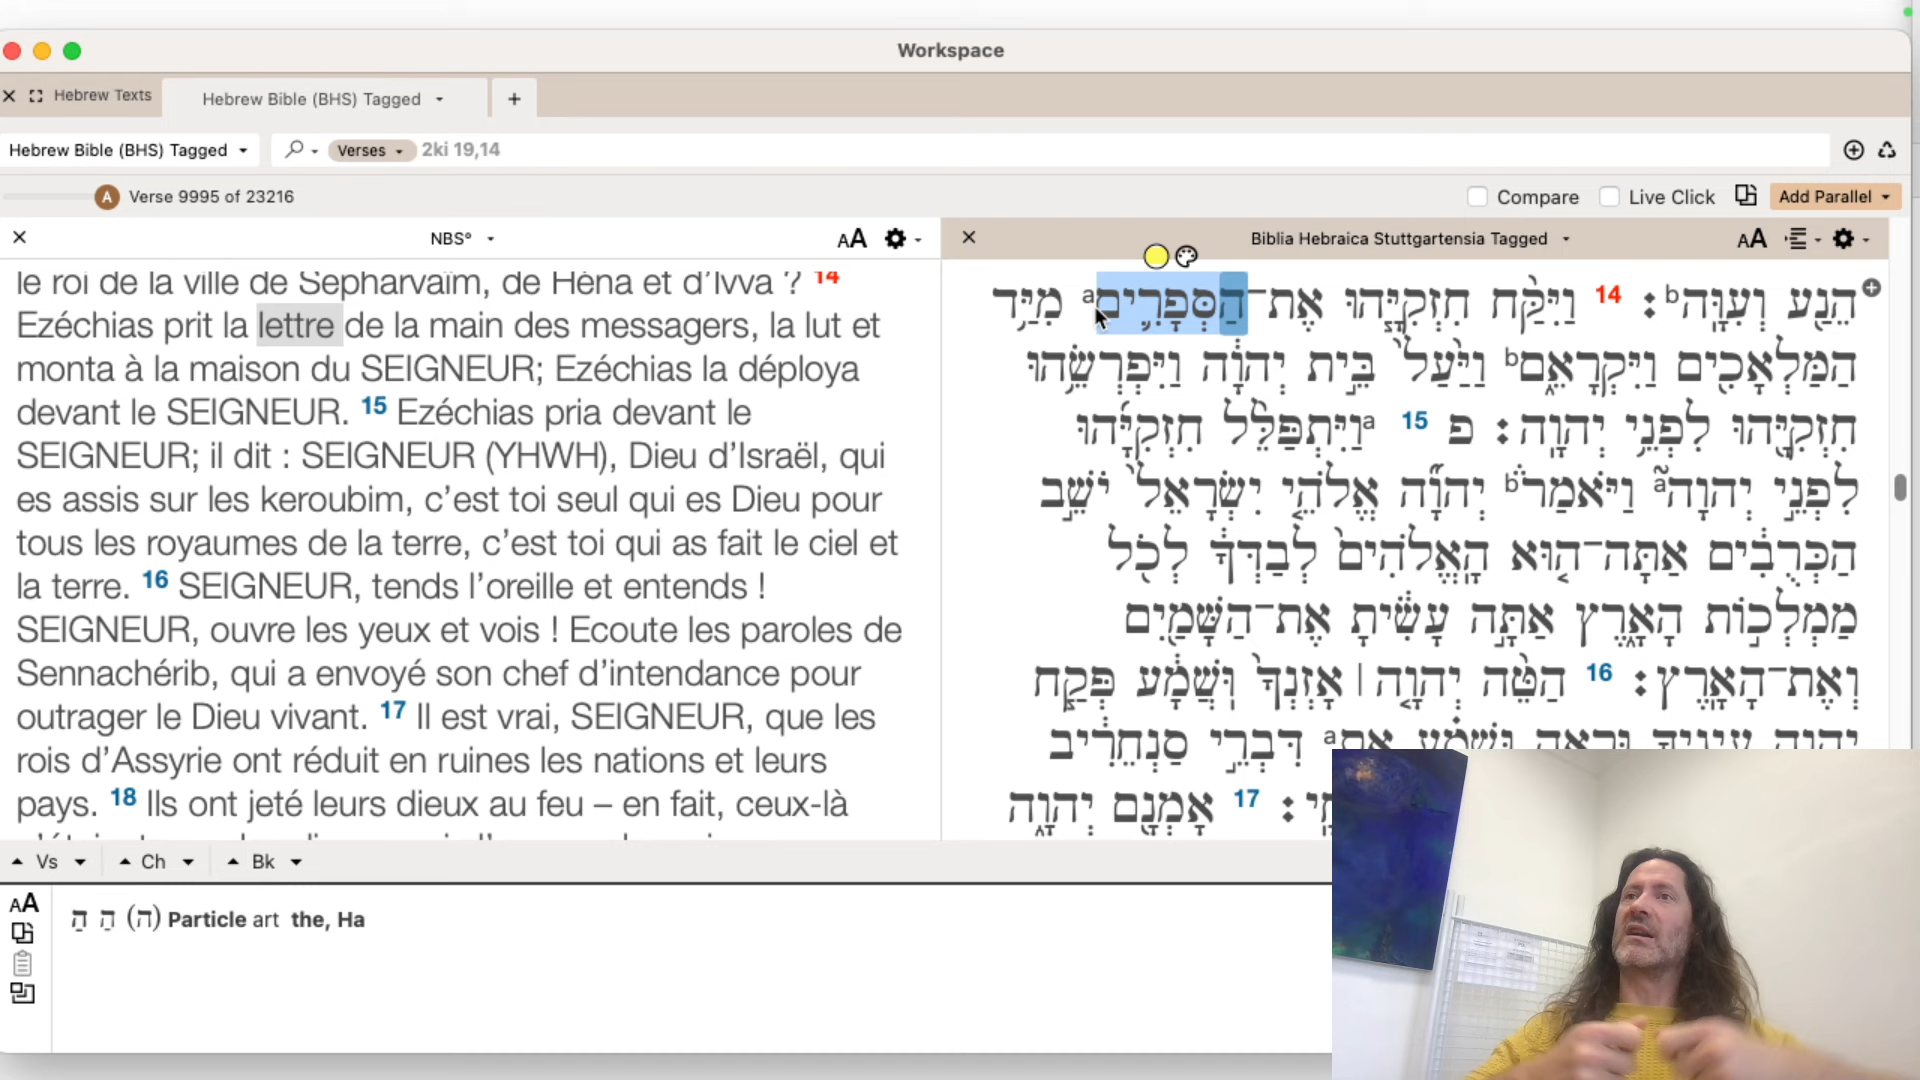 Workspace
Hebrew Texts
Hebrew Bible (BHS) Tagged
+
Hebrew Bible (BHS) Tagged
Verses
2ki 19,14
A
Verse 9995 of 23216
Compare
Live Click
Add Parallel
NBS°
AA
le roi de la ville de Sepharvaïm, de Héna et d’Ivva ? 14
Ezéchias prit la lettre de la main des messagers, la lut et
monta à la maison du SEIGNEUR; Ezéchias la déploya
devant le SEIGNEUR. 15 Ezéchias pria devant le
SEIGNEUR; il dit : SEIGNEUR (YHWH), Dieu d’Israël, qui
es assis sur les keroubim, c’est toi seul qui es Dieu pour
tous les royaumes de la terre, c’est toi qui as fait le ciel et
la terre. 16 SEIGNEUR, tends l’oreille et entends !
SEIGNEUR, ouvre les yeux et vois ! Ecoute les paroles de
Sennachérib, qui a envoyé son chef d’intendance pour
outrager le Dieu vivant. 17 Il est vrai, SEIGNEUR, que les
rois d’Assyrie ont réduit en ruines les nations et leurs
pays. 18 Ils ont jeté leurs dieux au feu – en fait, ceux-là
Biblia Hebraica Stuttgartensia Tagged
AA
הֵנַ֖ע וְעִוָּֽה b׃ 14 וַיִּקַּ֨ח חִזְקִיָּ֧הוּ אֶת־הַסְּפָרִ֛ים a מִיַּ֥ד
הַמַּלְאָכִ֖ים וַיִּקְרָאֵ֑ם b וַיַּ֙עַל֙ בֵּ֣ית יְהוָ֔ה וַיִּפְרְשֵׂ֥הוּ
חִזְקִיָּ֖הוּ לִפְנֵ֥י יְהוָֽה׃ פ 15 a וַיִּתְפַּלֵּ֨ל חִזְקִיָּ֜הוּ
לִפְנֵ֣י יְהוָה֮ ã וַיֹּאמַר֒ b יְהוָ֞ה אֱלֹהֵ֤י יִשְׂרָאֵל֙ יֹשֵׁ֣ב
הַכְּרֻבִ֔ים אַתָּה־ה֤וּא הָֽאֱלֹהִים֙ לְבַדְּךָ֔ לְכֹ֖ל
מַמְלְכ֣וֹת הָאָ֑רֶץ אַתָּ֣ה עָשִׂ֔יתָ אֶת־הַשָּׁמַ֖יִם
וְאֶת־הָאָֽרֶץ׃ 16 הַטֵּ֨ה יְהוָ֤ה ׀ אָזְנְךָ֙ וּֽשֲׁמָ֔ע פְּקַ֧ח
דִּבְרֵ֣י סַנְחֵרִ֔יב
17 אָמְנָ֖ם יְהוָ֑ה
Vs
Ch
Bk
AA
הַ הָ (ה) Particle art the, Ha